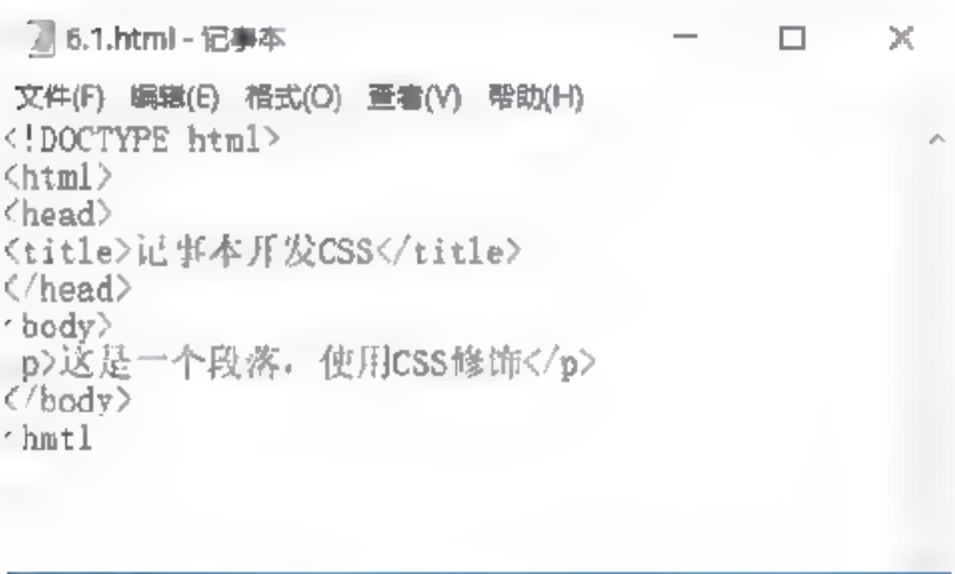 6.1.html - 记事本
文件(F) 编辑(E) 格式(O) 查看(V) 帮助(H)
<!DOCTYPE html>
<html>
<head>
<title>记事本开发CSS</title>
</head>
<body>
<p>这是一个段落，使用CSS修饰</p>
</body>
hmtl